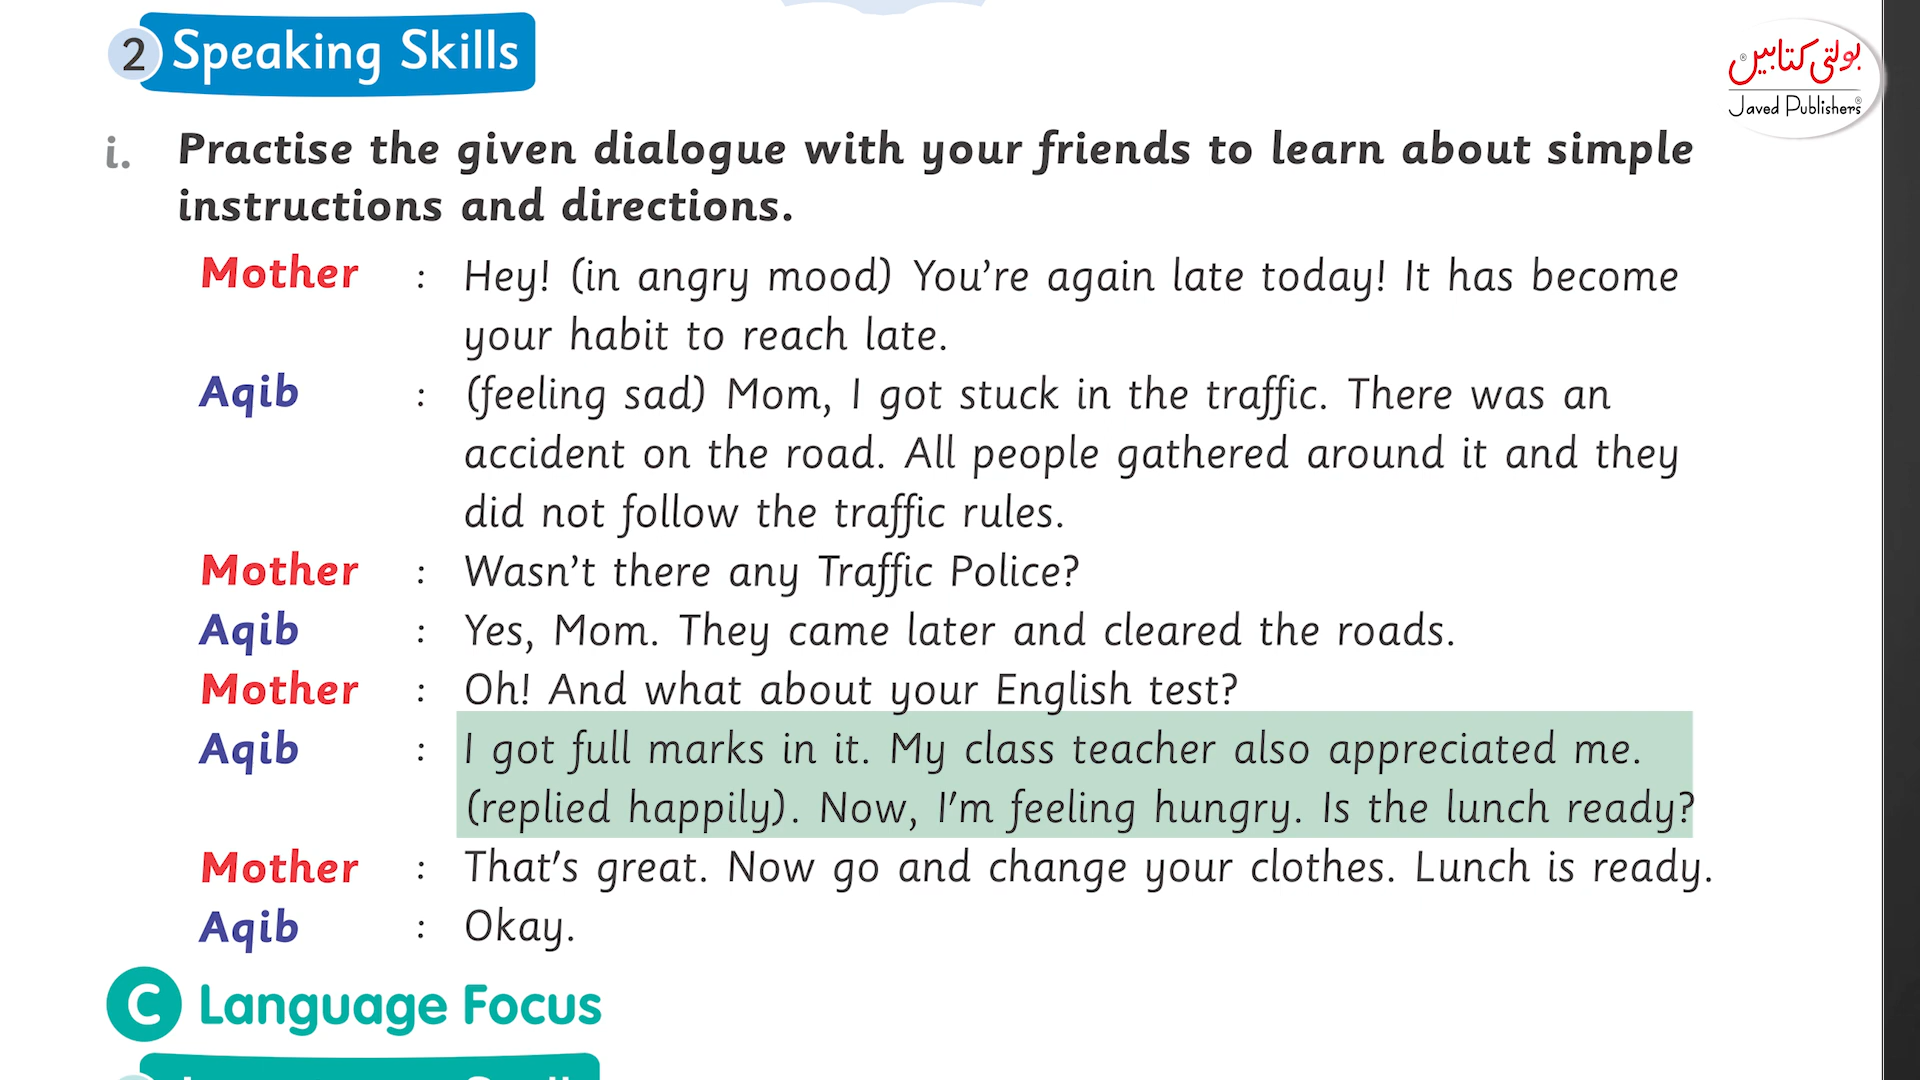 2 Speaking Skills
بولتی کتابیں®
Javed Publishers®
i. Practise the given dialogue with your friends to learn about simple
instructions and directions.
Mother : Hey! (in angry mood) You’re again late today! It has become
your habit to reach late.
Aqib : (feeling sad) Mom, I got stuck in the traffic. There was an
accident on the road. All people gathered around it and they
did not follow the traffic rules.
Mother : Wasn’t there any Traffic Police?
Aqib : Yes, Mom. They came later and cleared the roads.
Mother : Oh! And what about your English test?
Aqib : I got full marks in it. My class teacher also appreciated me.
(replied happily). Now, I'm feeling hungry. Is the lunch ready?
Mother : That's great. Now go and change your clothes. Lunch is ready.
Aqib : Okay.
C Language Focus